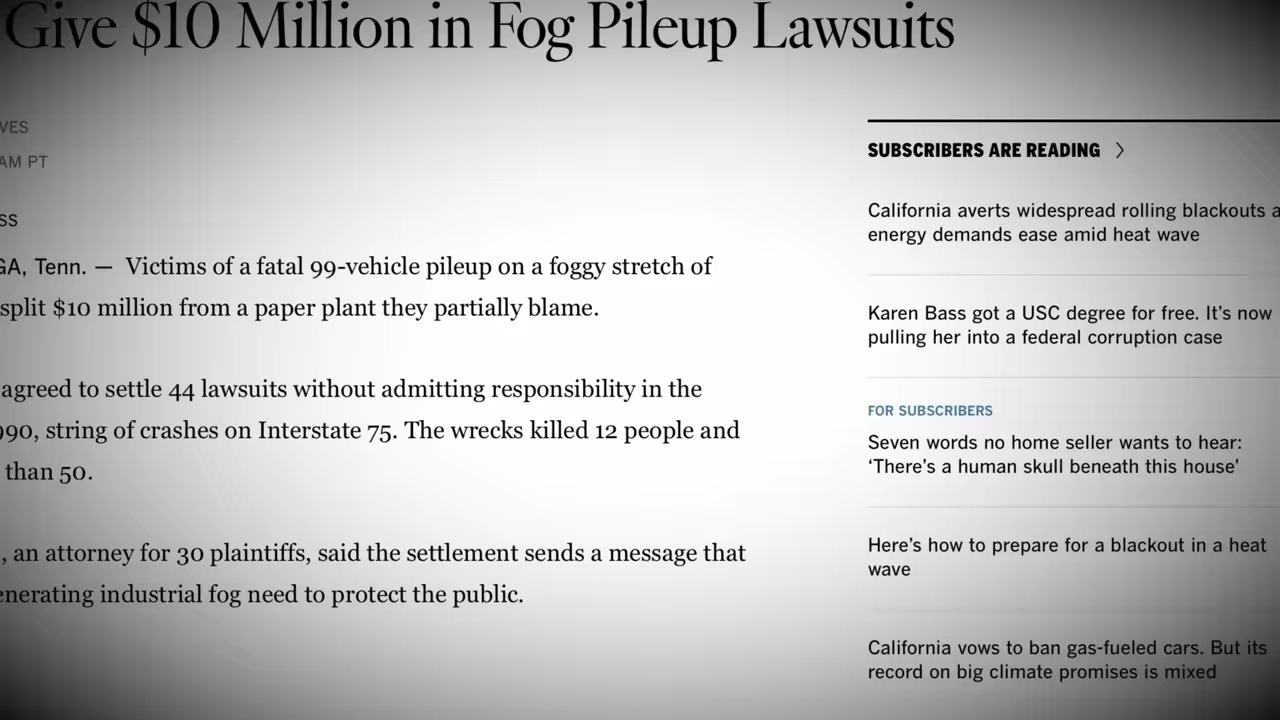 Give $10 Million in Fog Pileup Lawsuits
VES
AM PT
SS
GA, Tenn. — Victims of a fatal 99-vehicle pileup on a foggy stretch of
split $10 million from a paper plant they partially blame.
agreed to settle 44 lawsuits without admitting responsibility in the
990, string of crashes on Interstate 75. The wrecks killed 12 people and
than 50.
, an attorney for 30 plaintiffs, said the settlement sends a message that
enerating industrial fog need to protect the public.
SUBSCRIBERS ARE READING >
California averts widespread rolling blackouts a
energy demands ease amid heat wave
Karen Bass got a USC degree for free. It’s now
pulling her into a federal corruption case
FOR SUBSCRIBERS
Seven words no home seller wants to hear:
‘There’s a human skull beneath this house’
Here’s how to prepare for a blackout in a heat
wave
California vows to ban gas-fueled cars. But its
record on big climate promises is mixed